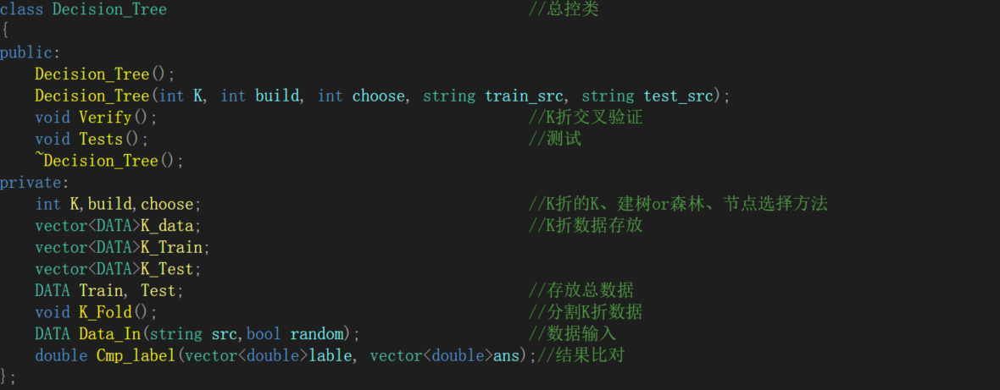 class Decision_Tree //总控类
{
public:
    Decision_Tree();
    Decision_Tree(int K, int build, int choose, string train_src, string test_src);
    void Verify(); //K折交叉验证
    void Tests(); //测试
    ~Decision_Tree();
private:
    int K,build,choose; //K折的K、建树or森林、节点选择方法
    vector<DATA>K_data; //K折数据存放
    vector<DATA>K_Train;
    vector<DATA>K_Test;
    DATA Train, Test; //存放总数据
    void K_Fold(); //分割K折数据
    DATA Data_In(string src,bool random); //数据输入
    double Cmp_label(vector<double>lable, vector<double>ans);//结果比对
};